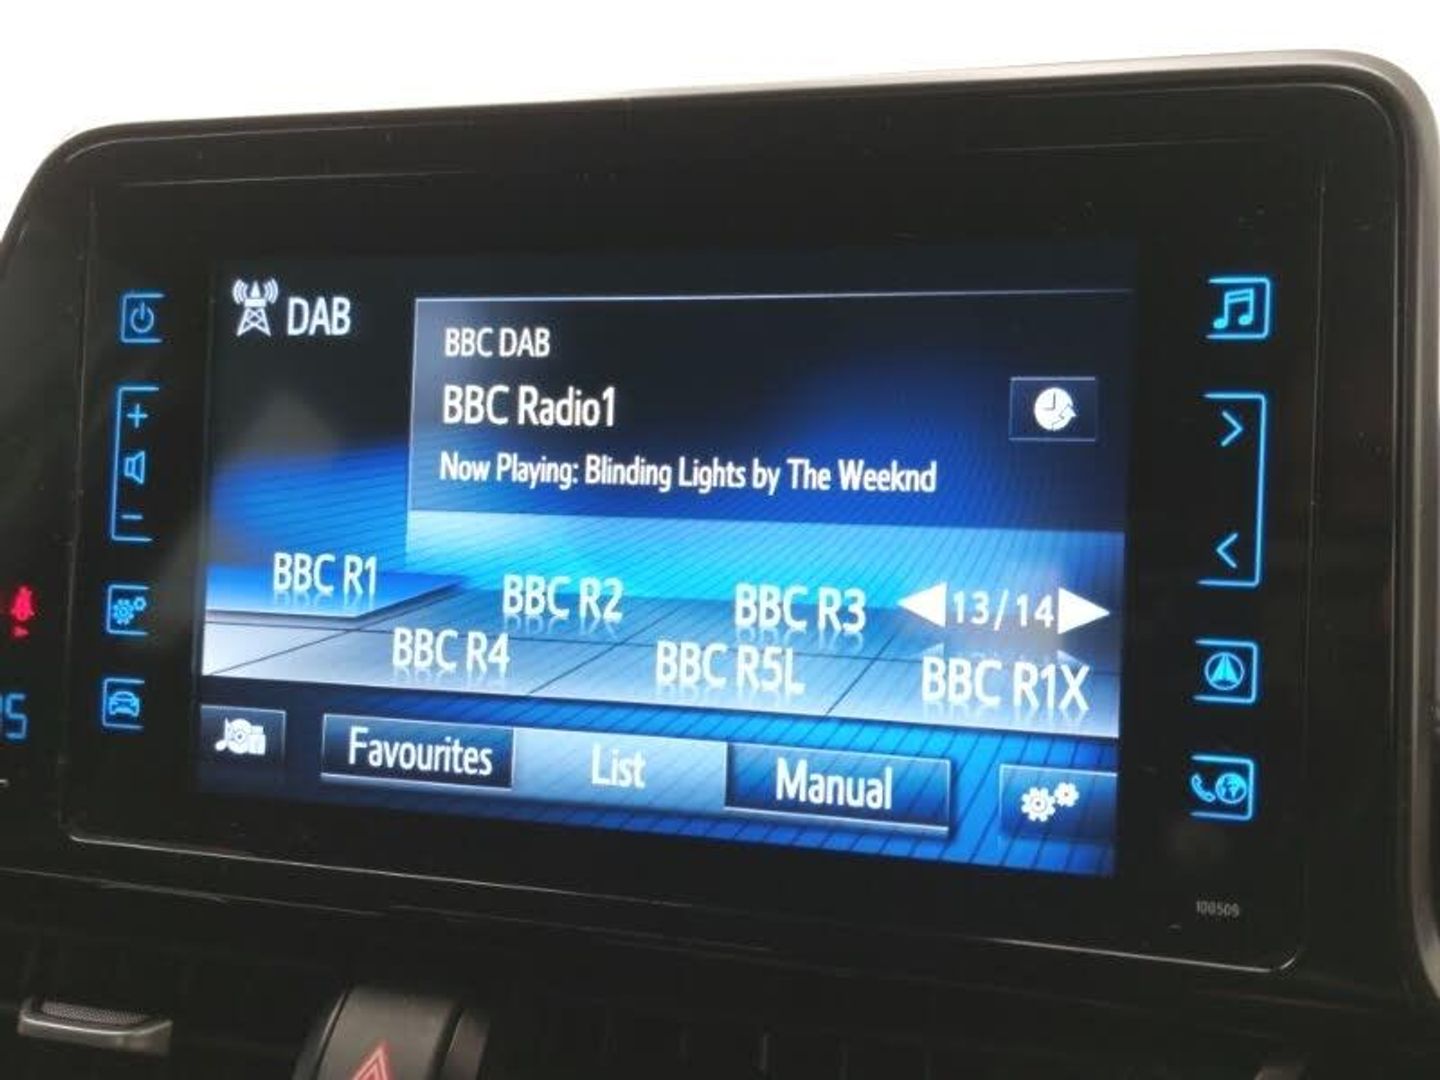 DAB
BBC DAB
BBC Radio1
Now Playing: Blinding Lights by The Weeknd
BBC R1
BBC R2
BBC R3
13/14
BBC R4
BBC R5L
BBC R1X
Favourites
List
Manual
100509